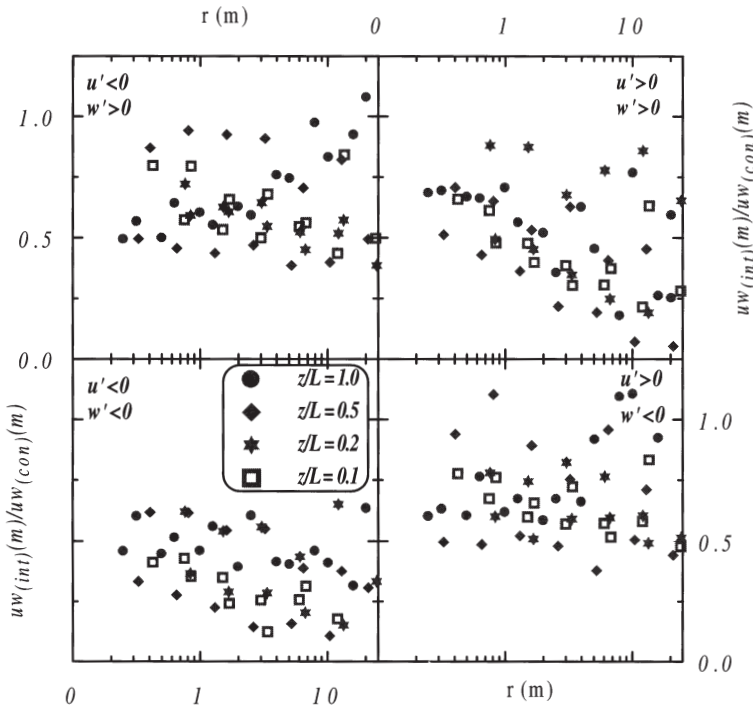 r (m)
0 1 10
1.0
0.5
0.0
u'<0
w'>0
u'>0
w'>0
uw(int)(m)/uw(con)(m)
u'<0
w'<0
z/L=1.0
z/L=0.5
z/L=0.2
z/L=0.1
u'>0
w'<0
1.0
0.5
0.0
uw(int)(m)/uw(con)(m)
0 1 10
r (m)